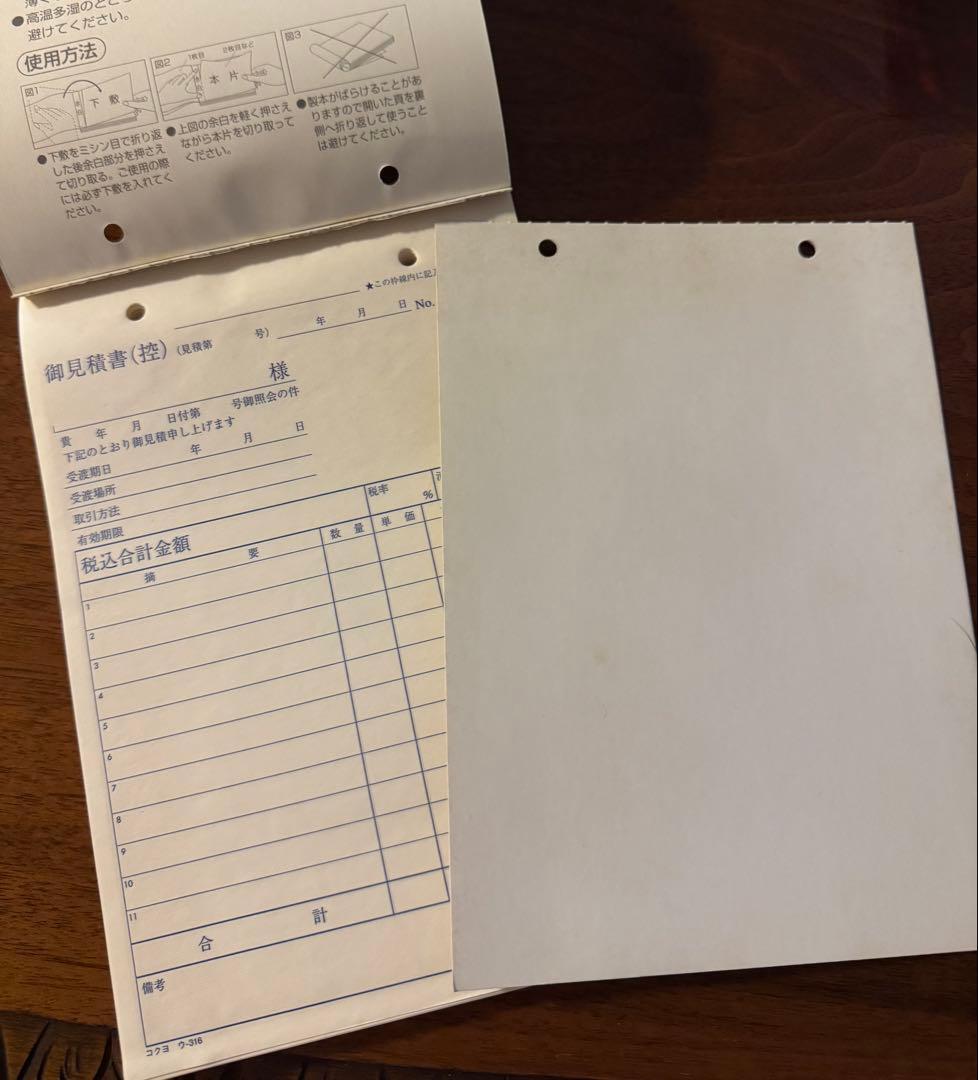 ●高温多湿のところ
避けてください。
使用方法
図1
下敷
図2
1枚目
2枚目など
本片
図3
●下敷をミシン目で折り返
した後余白部分を押さえ
て切り取る。ご使用の際
には必ず下敷を入れてく
ださい。
●上図の余白を軽く押さえ
ながら本片を切り取って
ください。
●製本がばらけることがあ
りますので開いた頁を裏
側へ折り返して使うこと
は避けてください。
★この枠線内に記入
年 月 日 No.
御見積書(控) (見積第 号)
様
貴 年 月 日付第 号御照会の件
下記のとおり御見積申し上げます
受渡期日 年 月 日
受渡場所
取引方法
有効期限
税込合計金額 税率 %
摘 要 数 量 単 価
1
2
3
4
5
6
7
8
9
10
11
合 計
備考
コクヨ ウ-316